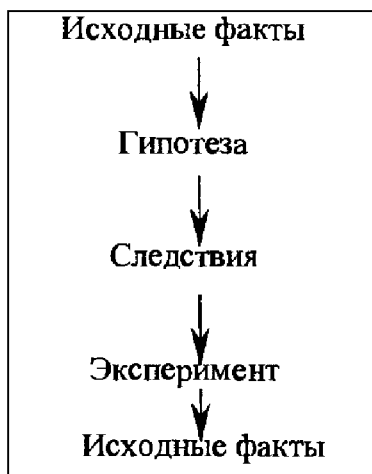 Исходные факты
Гипотеза
Следствия
Эксперимент
Исходные факты